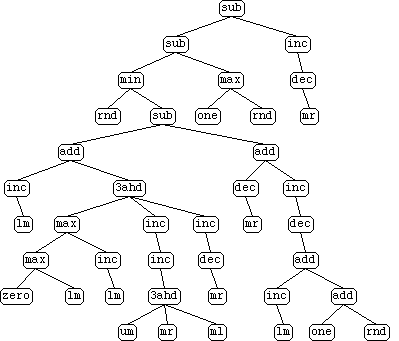 sub
sub inc
min max dec
rnd sub one rnd mr
add add
inc 3ahd dec inc
lm max inc inc mr dec
max inc inc dec add
zero lm lm 3ahd mr inc add
um mr ml lm one rnd